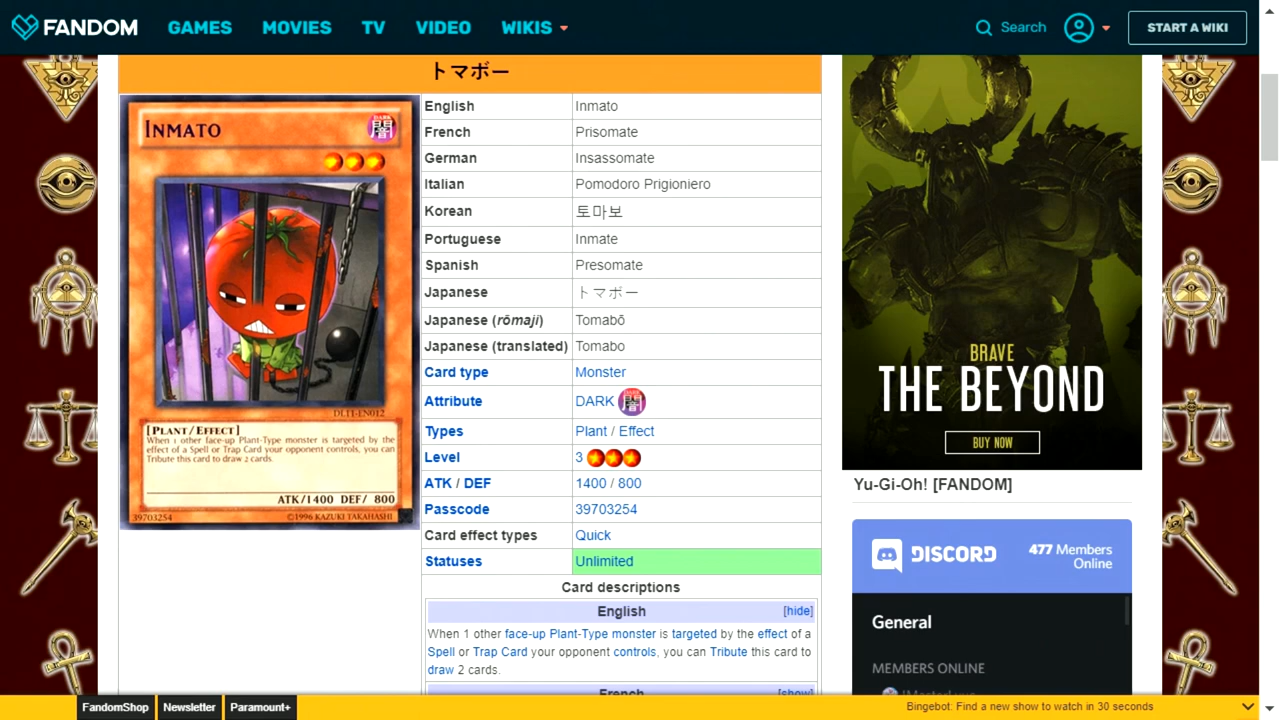 FANDOM GAMES MOVIES TV VIDEO WIKIS Search START A WIKI
トマボー
INMATO
闇
DLTI-EN012
[PLANT/EFFECT]
When 1 other face-up Plant-Type monster is targeted by the
effect of a Spell or Trap Card your opponent controls, you can
Tribute this card to draw 2 cards.
ATK/1400 DEF/ 800
39703254 ©1996 KAZUKI TAKAHASHI
English Inmato
French Prisomate
German Insassomate
Italian Pomodoro Prigioniero
Korean 토마보
Portuguese Inmate
Spanish Presomate
Japanese トマボー
Japanese (rōmaji) Tomabō
Japanese (translated) Tomabo
Card type Monster
Attribute DARK 闇
Types Plant / Effect
Level 3
ATK / DEF 1400 / 800
Passcode 39703254
Card effect types Quick
Statuses Unlimited
Card descriptions
English [hide]
When 1 other face-up Plant-Type monster is targeted by the effect of a
Spell or Trap Card your opponent controls, you can Tribute this card to
draw 2 cards.
French [show]
BRAVE
THE BEYOND
BUY NOW
Yu-Gi-Oh! [FANDOM]
DISCORD 477 Members
Online
General
MEMBERS ONLINE
FandomShop Newsletter Paramount+ Bingebot: Find a new show to watch in 30 seconds